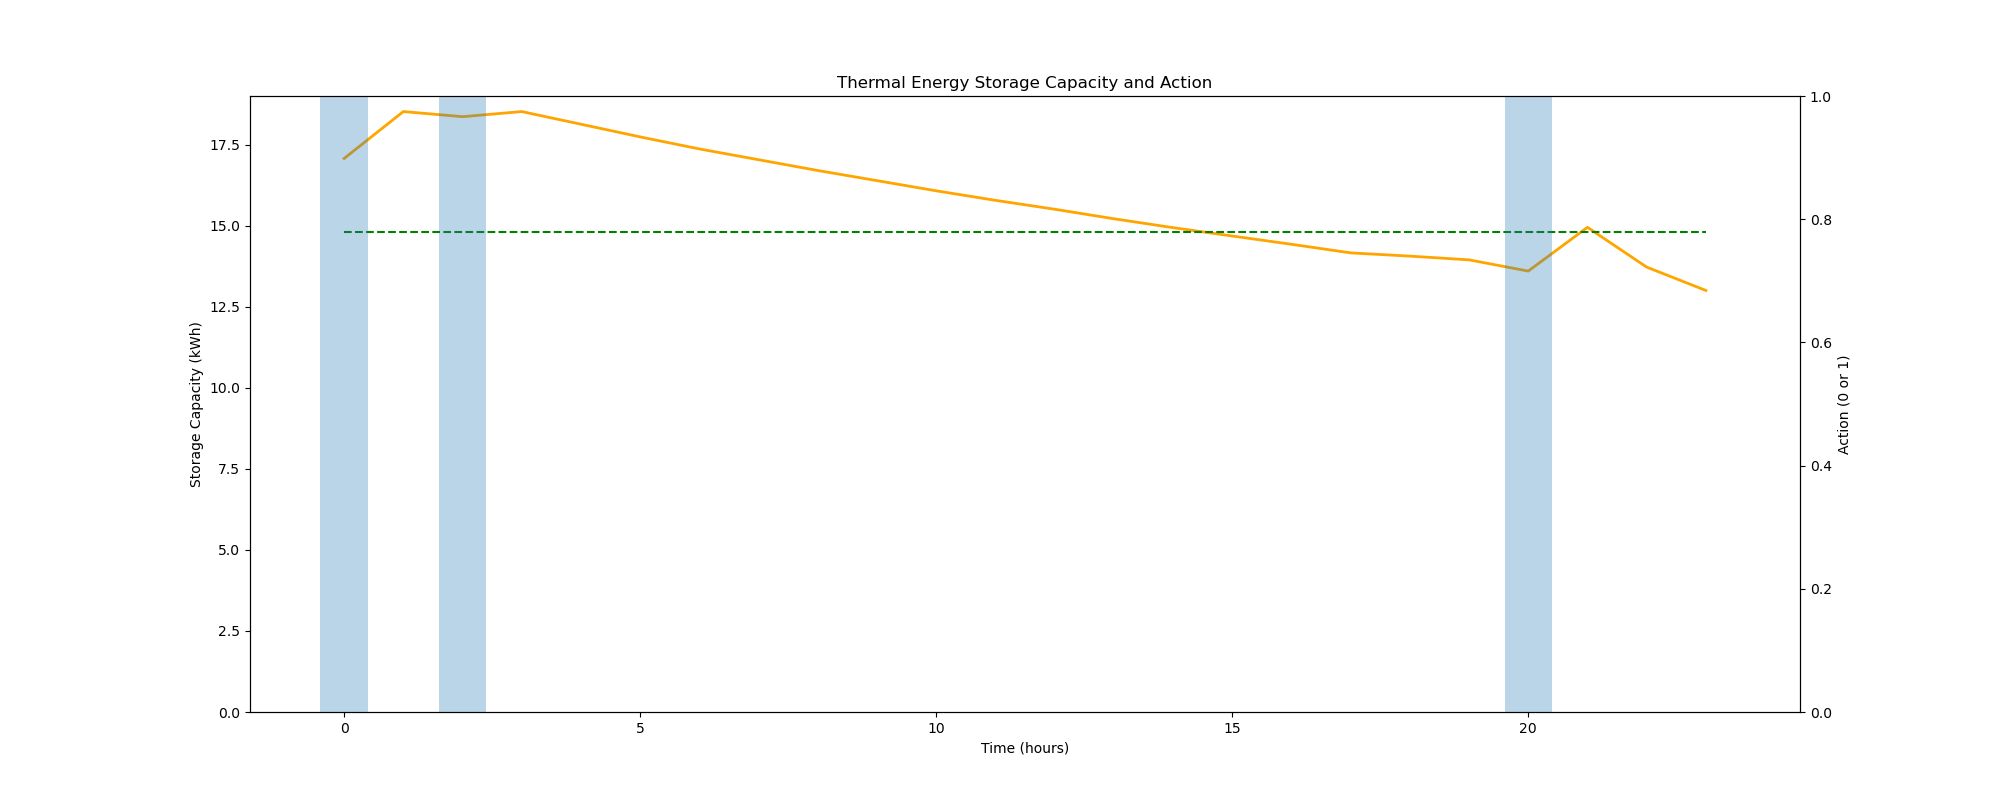 Thermal Energy Storage Capacity and Action
Storage Capacity (kWh)
17.5
15.0
12.5
10.0
7.5
5.0
2.5
0.0
1.0
0.8
0.6
0.4
0.2
0.0
Action (0 or 1)
0 5 10 15 20
Time (hours)